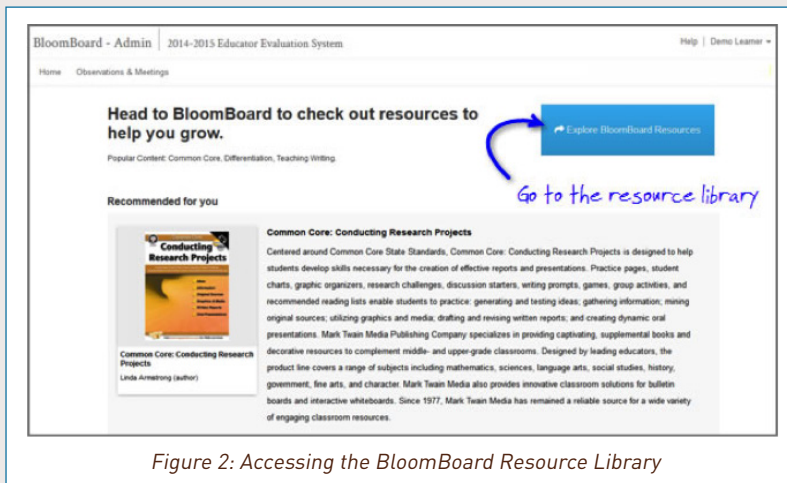 BloomBoard - Admin 2014-2015 Educator Evaluation System Help | Demo Learner
Home Observations & Meetings
Head to BloomBoard to check out resources to
help you grow.
Explore BloomBoard Resources
Popular Content: Common Core, Differentiation, Teaching Writing.
Go to the resource library
Recommended for you
Conducting
Research Projects
Common Core: Conducting Research
Projects
Linda Armstrong (author)
Common Core: Conducting Research Projects
Centered around Common Core State Standards, Common Core: Conducting Research Projects is designed to help
students develop skills necessary for the creation of effective reports and presentations. Practice pages, student
charts, graphic organizers, research challenges, discussion starters, writing prompts, games, group activities, and
recommended reading lists enable students to practice: generating and testing ideas; gathering information; mining
original sources; utilizing graphics and media; drafting and revising written reports; and creating dynamic oral
presentations. Mark Twain Media Publishing Company specializes in providing captivating, supplemental books and
decorative resources to complement middle- and upper-grade classrooms. Designed by leading educators, the
product line covers a range of subjects including mathematics, sciences, language arts, social studies, history,
government, fine arts, and character. Mark Twain Media also provides innovative classroom solutions for bulletin
boards and interactive whiteboards. Since 1977, Mark Twain Media has remained a reliable source for a wide variety
of engaging classroom resources.
Figure 2: Accessing the BloomBoard Resource Library